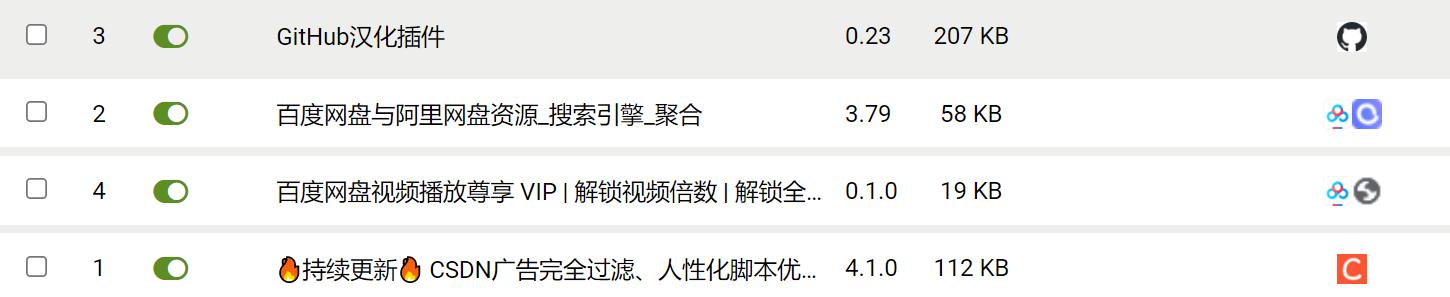 3 GitHub汉化插件 0.23 207 KB
2 百度网盘与阿里网盘资源_搜索引擎_聚合 3.79 58 KB
4 百度网盘视频播放尊享 VIP | 解锁视频倍数 | 解锁全... 0.1.0 19 KB
1 🔥持续更新🔥 CSDN广告完全过滤、人性化脚本优... 4.1.0 112 KB